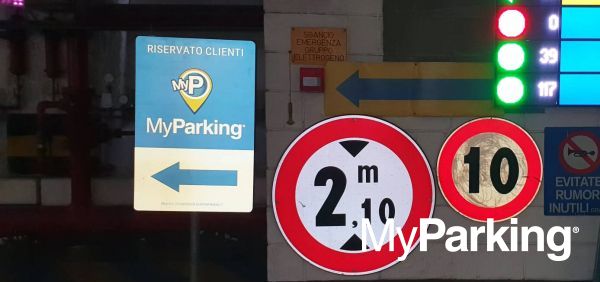 RISERVATO CLIENTI
MyP
MyParking®
SGANCIO
EMERGENZA
GRUPPO
ELETTROGENO
0
39
117
2 m
,10
10
EVITATE
RUMORI
INUTILI
MyParking®